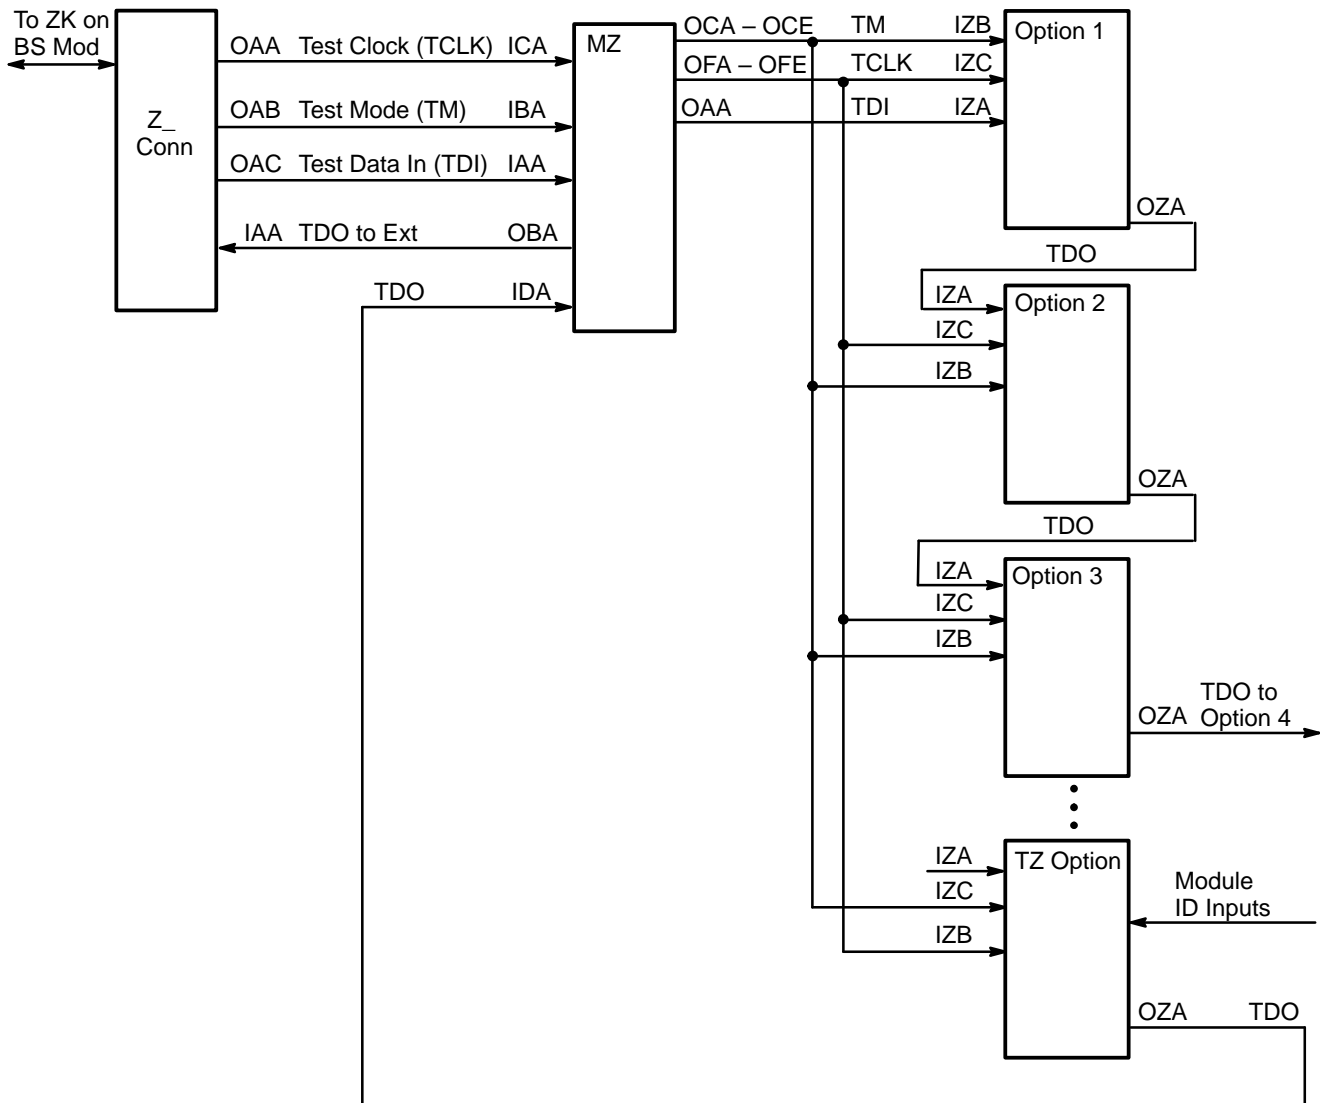 To ZK on
BS Mod
Z_
Conn
OAA Test Clock (TCLK) ICA
OAB Test Mode (TM) IBA
OAC Test Data In (TDI) IAA
IAA TDO to Ext OBA
TDO IDA
MZ
OCA – OCE TM IZB
OFA – OFE TCLK IZC
OAA TDI IZA
Option 1
OZA
TDO
IZA
IZC
IZB
Option 2
OZA
TDO
IZA
IZC
IZB
Option 3
OZA
TDO to
Option 4
IZA
IZC
IZB
TZ Option
Module
ID Inputs
OZA TDO